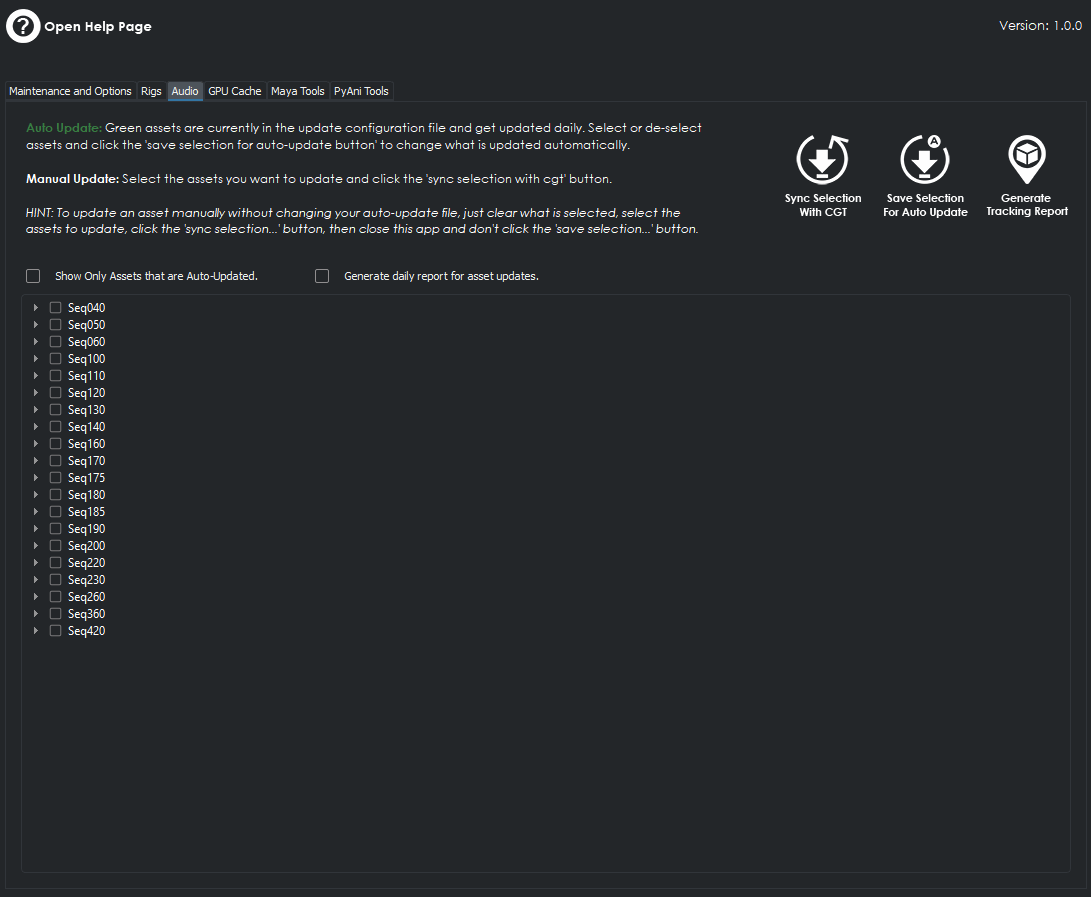 Open Help Page
Version: 1.0.0
Maintenance and Options Rigs Audio GPU Cache Maya Tools PyAni Tools
Auto Update: Green assets are currently in the update configuration file and get updated daily. Select or de-select
assets and click the 'save selection for auto-update button' to change what is updated automatically.
Manual Update: Select the assets you want to update and click the 'sync selection with cgt' button.
HINT: To update an asset manually without changing your auto-update file, just clear what is selected, select the
assets to update, click the 'sync selection...' button, then close this app and don't click the 'save selection...' button.
Sync Selection
With CGT
A
Save Selection
For Auto Update
Generate
Tracking Report
Show Only Assets that are Auto-Updated.
Generate daily report for asset updates.
Seq040
Seq050
Seq060
Seq100
Seq110
Seq120
Seq130
Seq140
Seq160
Seq170
Seq175
Seq180
Seq185
Seq190
Seq200
Seq220
Seq230
Seq260
Seq360
Seq420